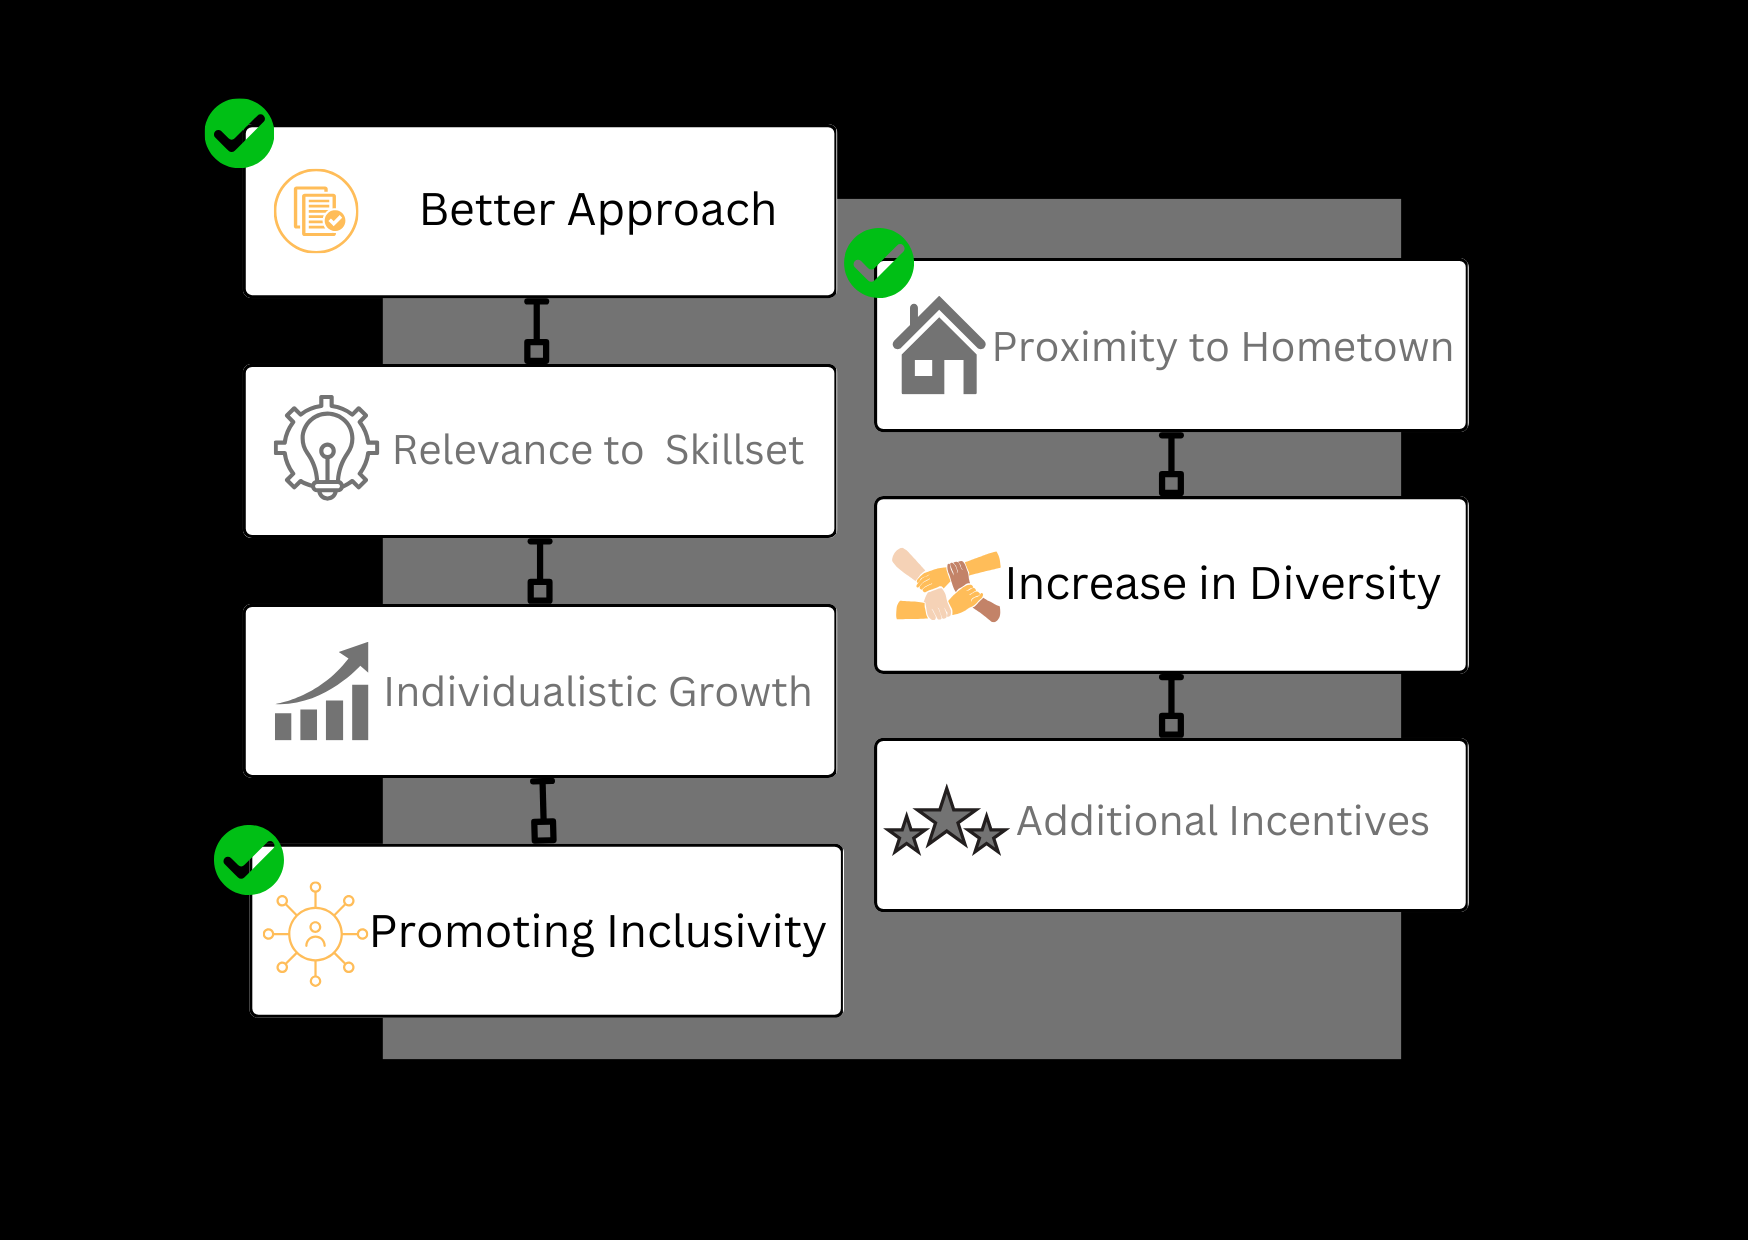 Better Approach
Relevance to  Skillset
Individualistic Growth
Promoting Inclusivity
Proximity to Hometown
Increase in Diversity
Additional Incentives